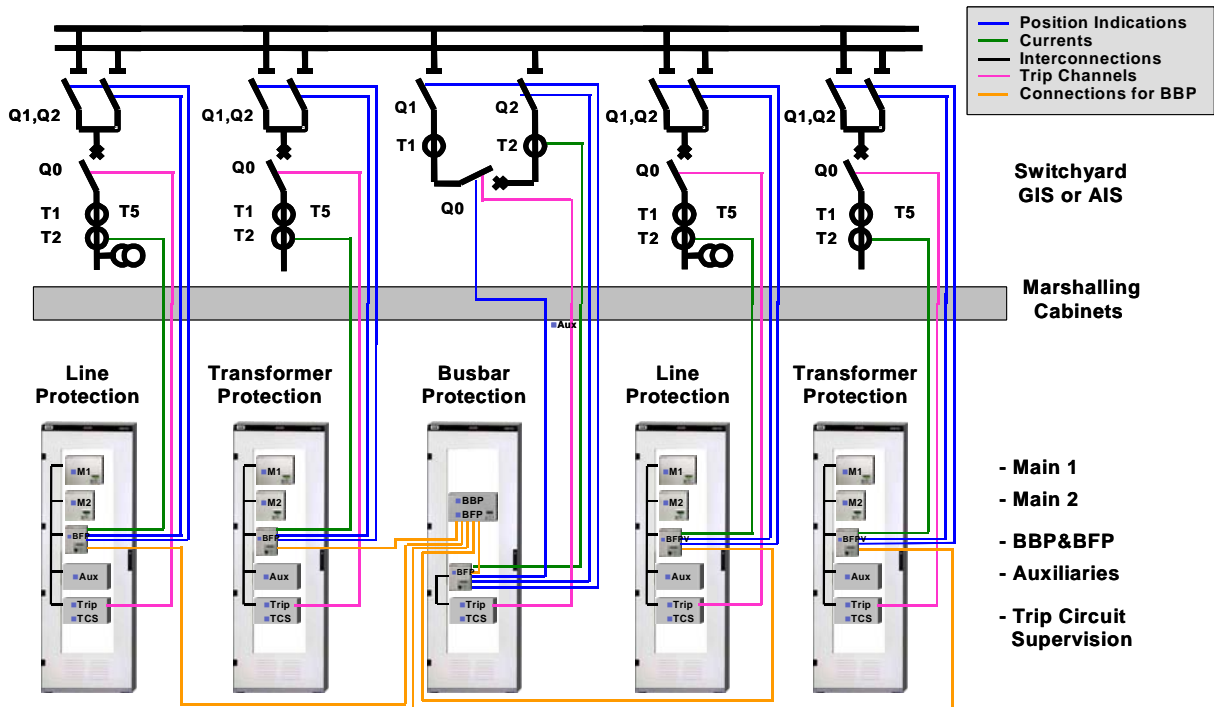 Position Indications
Currents
Interconnections
Trip Channels
Connections for BBP
Q1,Q2
Q1,Q2
Q1
Q2
Q1,Q2
Q1,Q2
T1
T2
Q0
Q0
Q0
Q0
Q0
T1
T5
T2
T1
T5
T2
T1
T5
T2
T1
T5
T2
Switchyard
GIS or AIS
Marshalling
Cabinets
Aux
Line
Protection
Transformer
Protection
Busbar
Protection
Line
Protection
Transformer
Protection
M1
M2
BFP
Aux
Trip
TCS
M1
M2
BFP
Aux
Trip
TCS
BBP
BFP
BFP
Trip
TCS
M1
M2
BFPV
Aux
Trip
TCS
M1
M2
BFPV
Aux
Trip
TCS
- Main 1
- Main 2
- BBP&BFP
- Auxiliaries
- Trip Circuit
Supervision